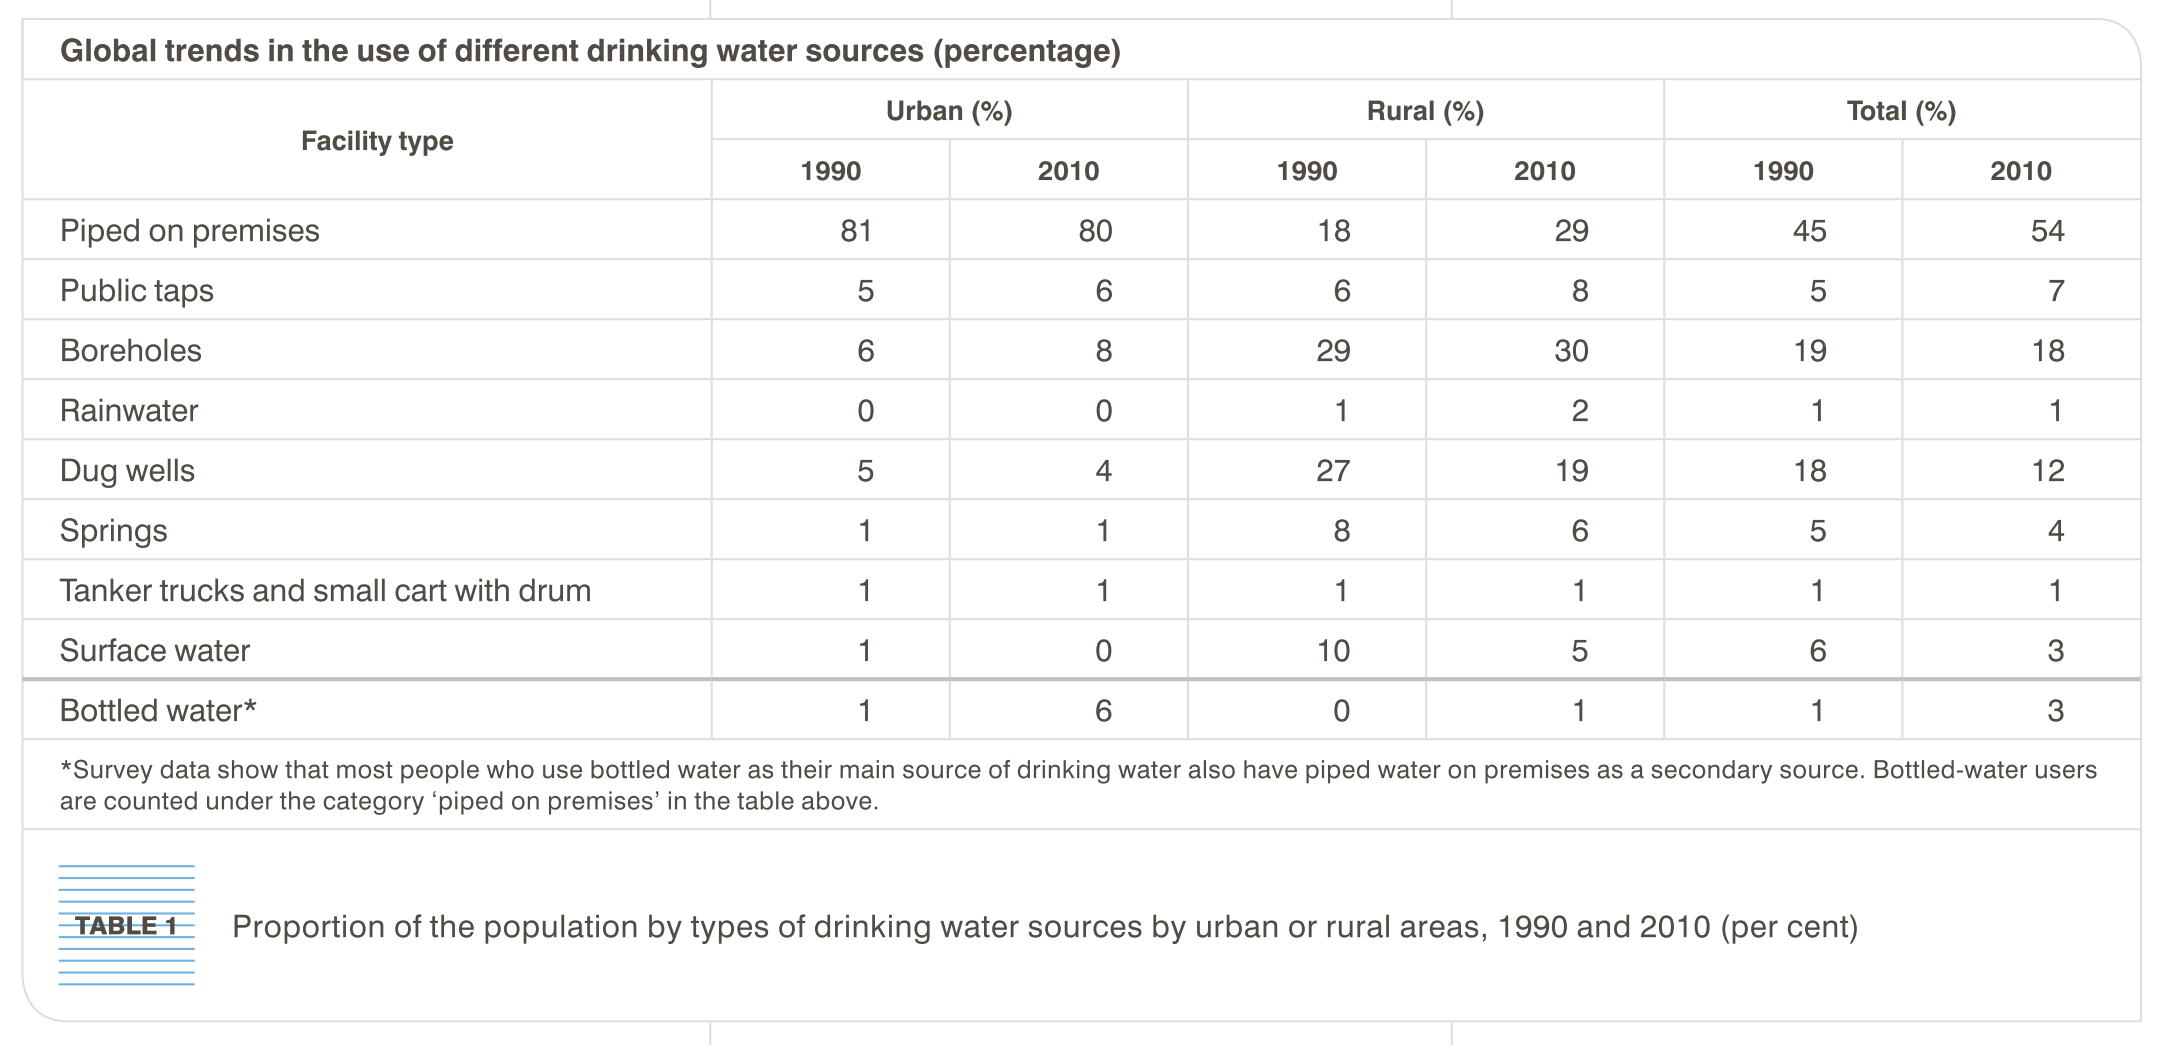 Global trends in the use of different drinking water sources (percentage)
Facility type Urban (%) Rural (%) Total (%)
1990 2010 1990 2010 1990 2010
Piped on premises 81 80 18 29 45 54
Public taps 5 6 6 8 5 7
Boreholes 6 8 29 30 19 18
Rainwater 0 0 1 2 1 1
Dug wells 5 4 27 19 18 12
Springs 1 1 8 6 5 4
Tanker trucks and small cart with drum 1 1 1 1 1 1
Surface water 1 0 10 5 6 3
Bottled water* 1 6 0 1 1 3
*Survey data show that most people who use bottled water as their main source of drinking water also have piped water on premises as a secondary source. Bottled-water users
are counted under the category ‘piped on premises’ in the table above.
TABLE 1 Proportion of the population by types of drinking water sources by urban or rural areas, 1990 and 2010 (per cent)